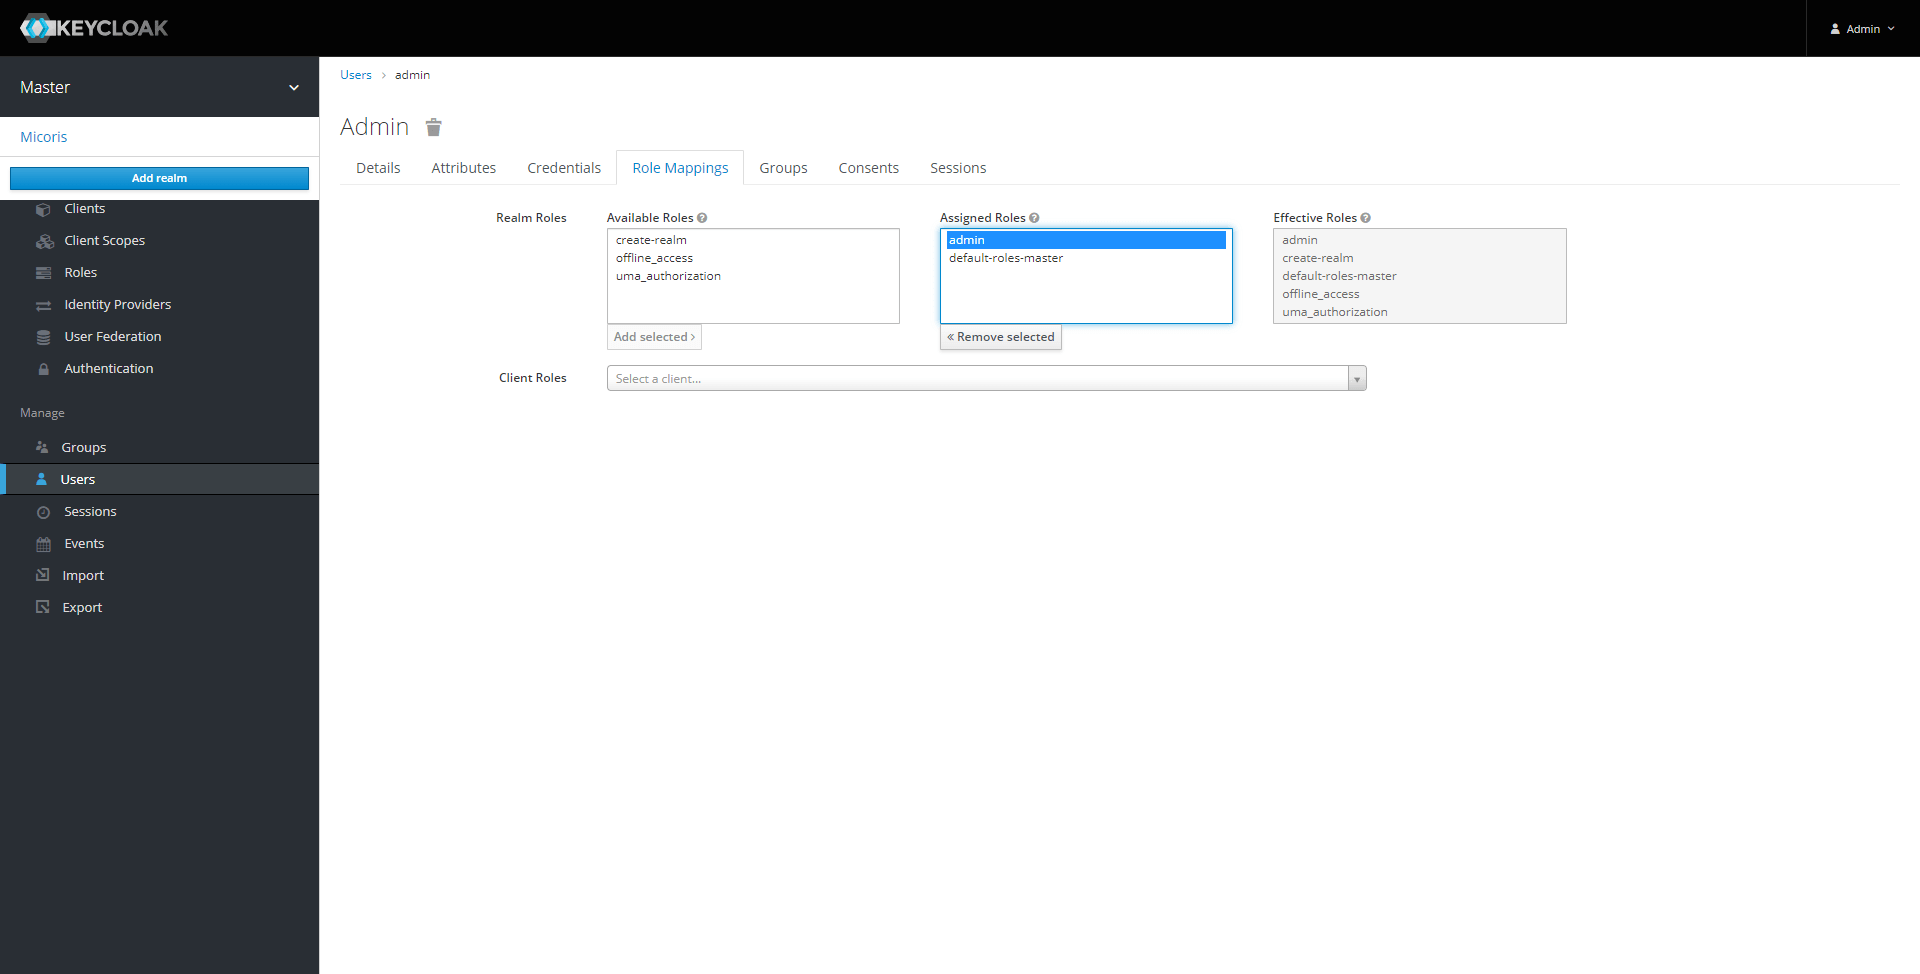 KEYCLOAK
Admin
Master
Micoris
Add realm
Clients
Client Scopes
Roles
Identity Providers
User Federation
Authentication
Manage
Groups
Users
Sessions
Events
Import
Export
Users > admin
Admin
Details Attributes Credentials Role Mappings Groups Consents Sessions
Realm Roles
Available Roles
create-realm
offline_access
uma_authorization
Add selected >
Assigned Roles
admin
default-roles-master
« Remove selected
Effective Roles
admin
create-realm
default-roles-master
offline_access
uma_authorization
Client Roles
Select a client...